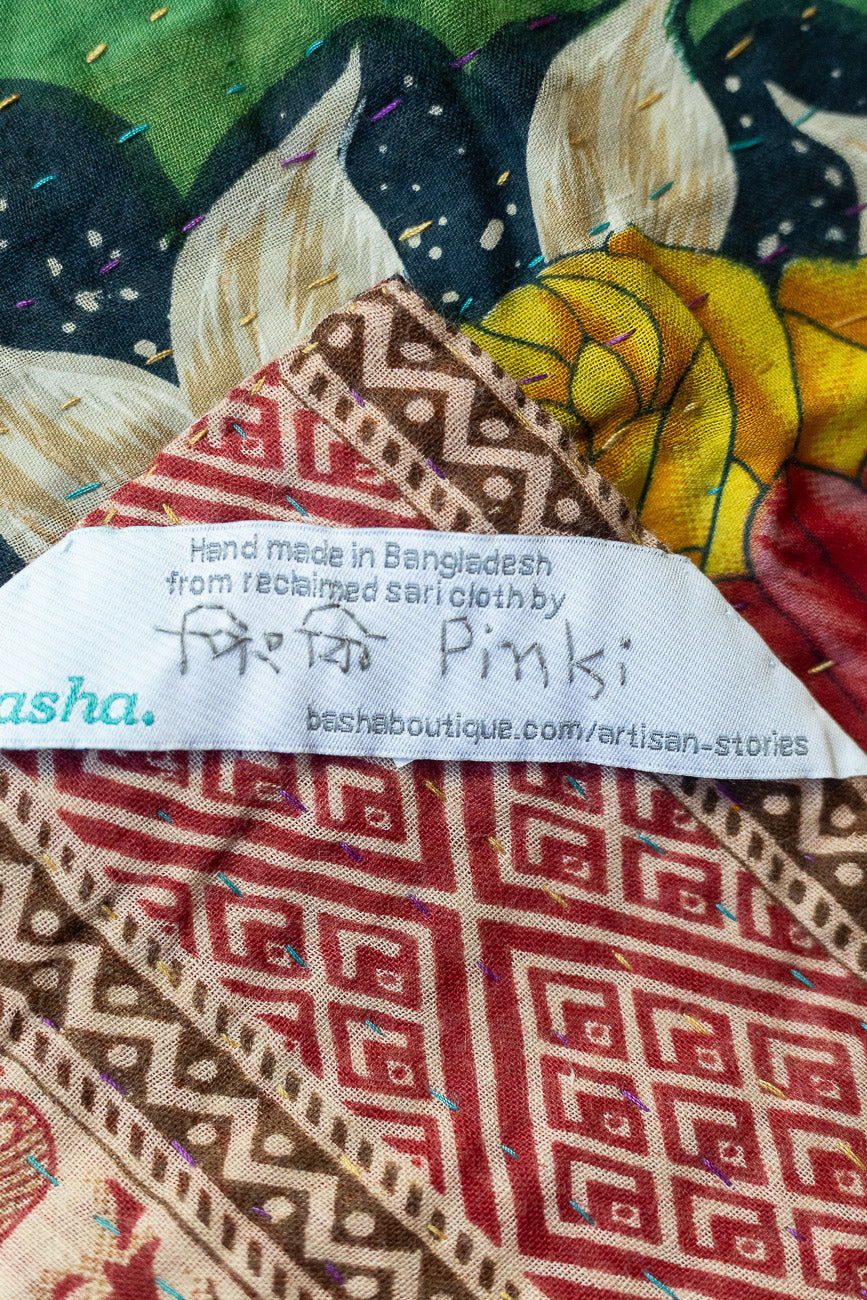 Hand made in Bangladesh
from reclaimed sari cloth by
পিংকি Pinki
asha.
bashaboutique.com/artisan-stories